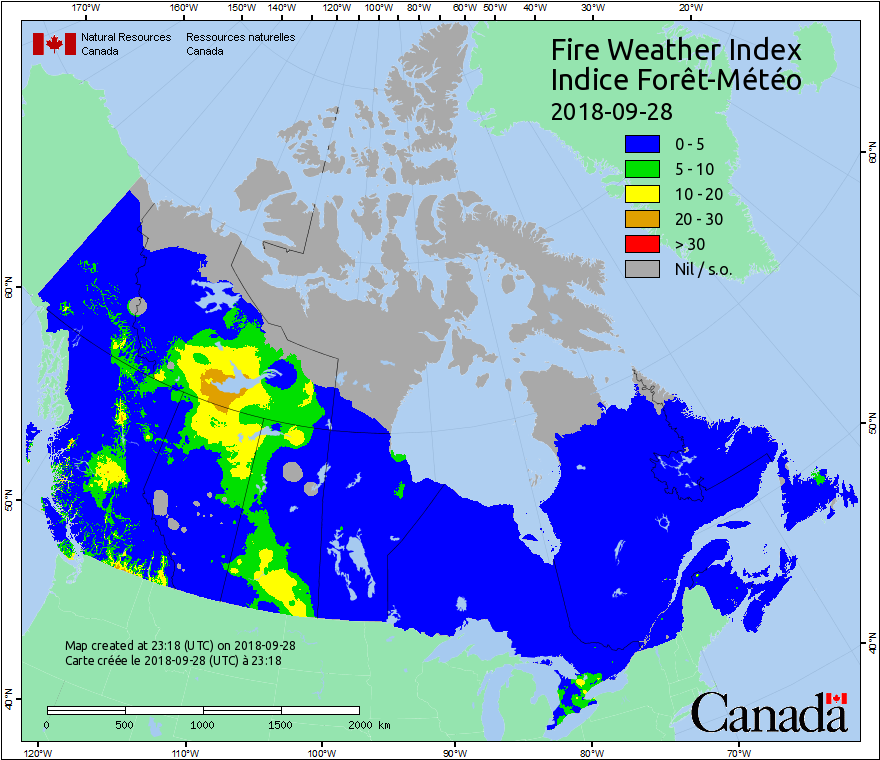 170°W 160°W 150°W 140°W 120°W 100°W 80°W 60°W 50°W 40°W 30°W 20°W
Natural Resources Canada
Ressources naturelles Canada
Fire Weather Index
Indice Forêt-Météo
2018-09-28
0 - 5
5 - 10
10 - 20
20 - 30
> 30
Nil / s.o.
60°N
60°N
50°N
50°N
40°N
40°N
Map created at 23:18 (UTC) on 2018-09-28
Carte créée le 2018-09-28 (UTC) à 23:18
0 500 1000 1500 2000 km
Canada
120°W 110°W 100°W 90°W 80°W 70°W